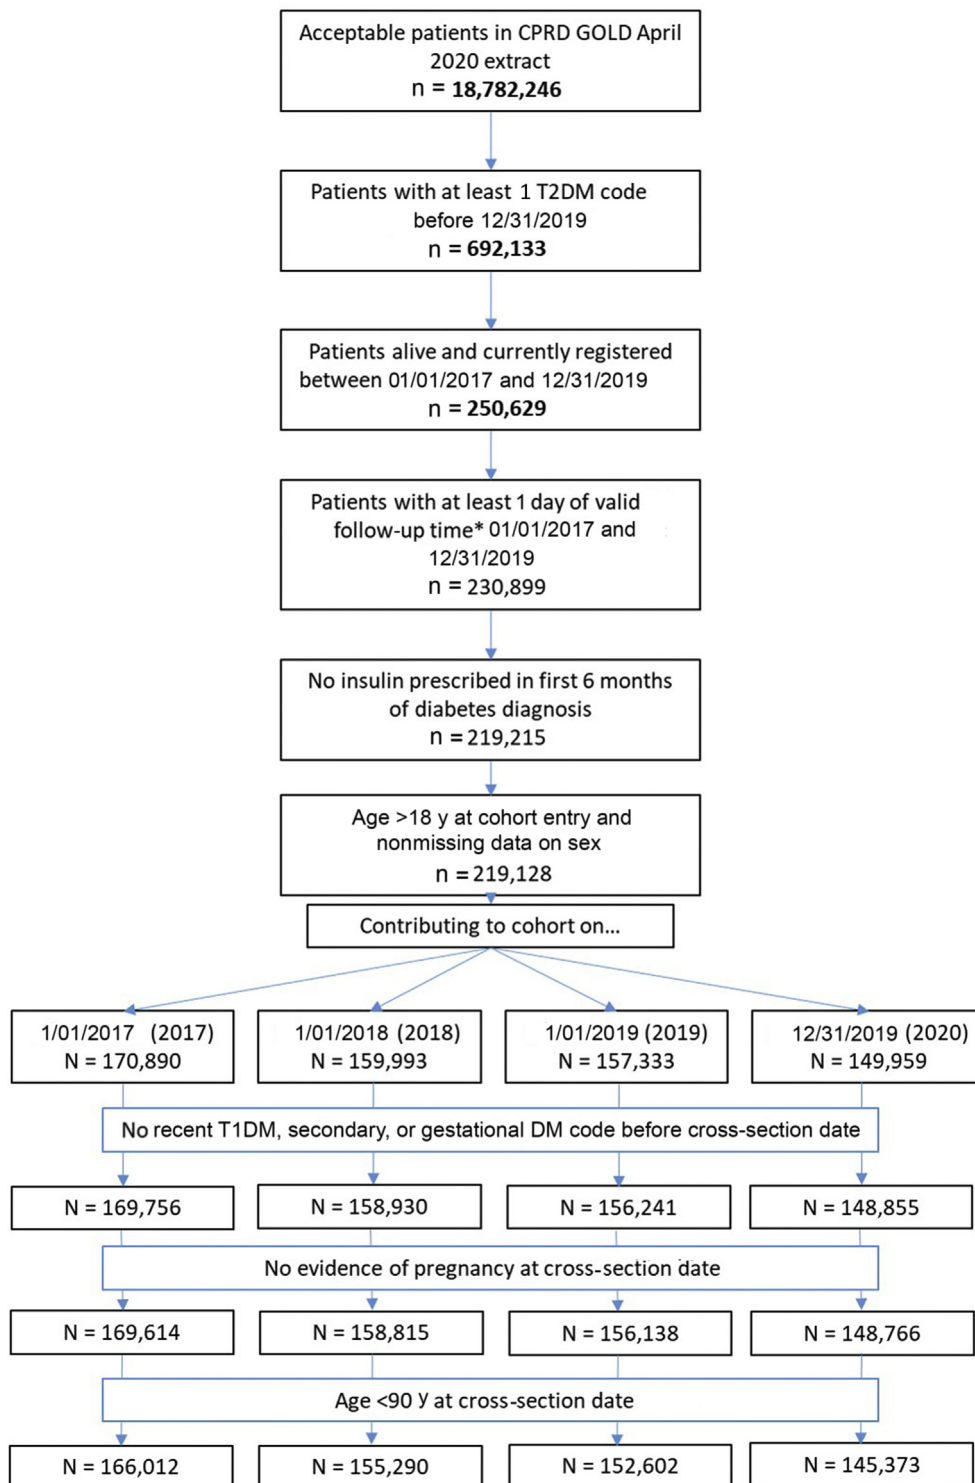 Acceptable patients in CPRD GOLD April
2020 extract
n = 18,782,246
Patients with at least 1 T2DM code
before 12/31/2019
n = 692,133
Patients alive and currently registered
between 01/01/2017 and 12/31/2019
n = 250,629
Patients with at least 1 day of valid
follow-up time* 01/01/2017 and
12/31/2019
n = 230,899
No insulin prescribed in first 6 months
of diabetes diagnosis
n = 219,215
Age >18 y at cohort entry and
nonmissing data on sex
n = 219,128
Contributing to cohort on...
1/01/2017 (2017)
N = 170,890
1/01/2018 (2018)
N = 159,993
1/01/2019 (2019)
N = 157,333
12/31/2019 (2020)
N = 149,959
No recent T1DM, secondary, or gestational DM code before cross-section date
N = 169,756
N = 158,930
N = 156,241
N = 148,855
No evidence of pregnancy at cross-section date
N = 169,614
N = 158,815
N = 156,138
N = 148,766
Age <90 y at cross-section date
N = 166,012
N = 155,290
N = 152,602
N = 145,373